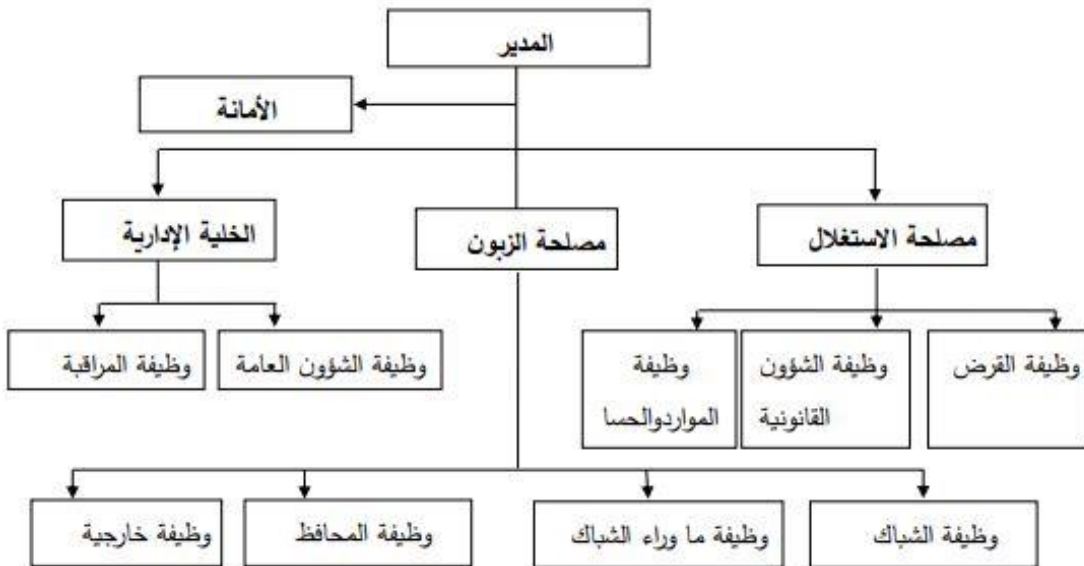 المدير
الأمانة
مصلحة الاستغلال
مصلحة الزبون
الخلية الإدارية
وظيفة القرض
وظيفة الشؤون
القانونية
وظيفة
المواردوالحسا
وظيفة الشؤون العامة
وظيفة المراقبة
وظيفة الشباك
وظيفة ما وراء الشباك
وظيفة المحافظ
وظيفة خارجية